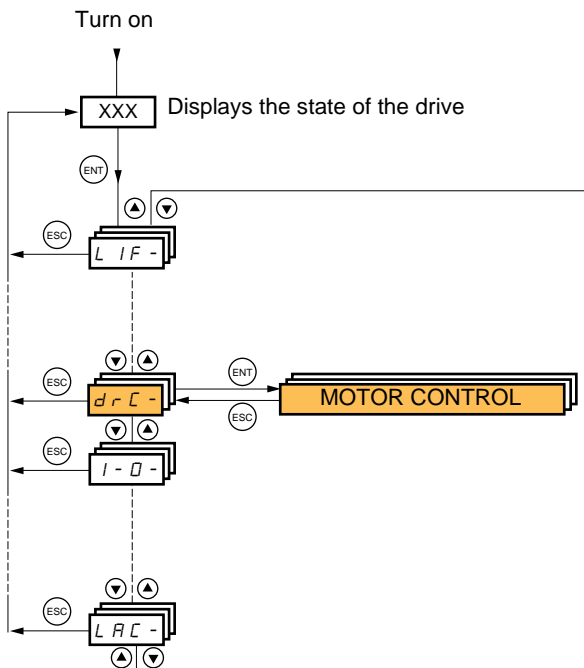 Turn on
XXX Displays the state of the drive
ENT
ESC
L IF -
ENT
ESC
drC -
MOTOR CONTROL
ESC
ESC
I - O -
ESC
LAC -